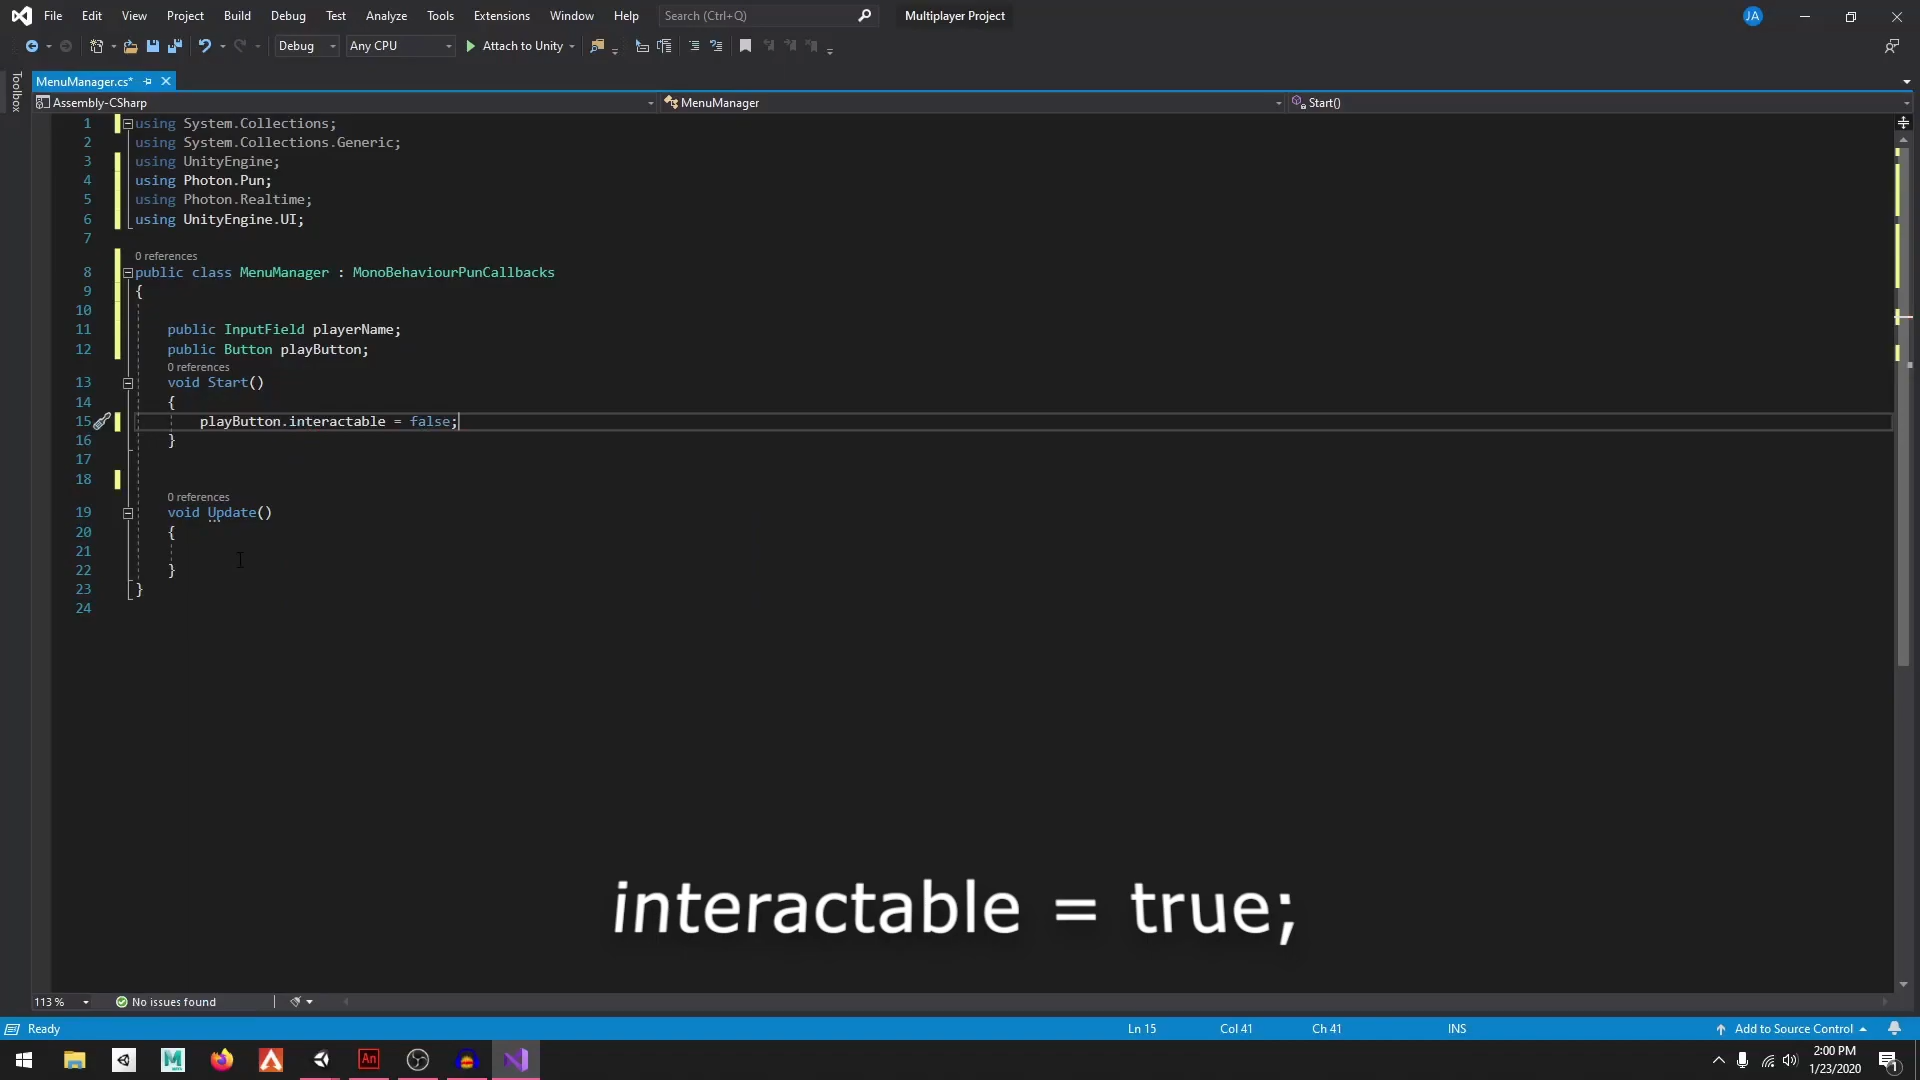 File Edit View Project Build Debug Test Analyze Tools Extensions Window Help Search (Ctrl+Q) Multiplayer Project JA
Debug Any CPU Attach to Unity
Toolbox
MenuManager.cs*
Assembly-CSharp MenuManager Start()
1 using System.Collections;
2 using System.Collections.Generic;
3 using UnityEngine;
4 using Photon.Pun;
5 using Photon.Realtime;
6 using UnityEngine.UI;
7
0 references
8 public class MenuManager : MonoBehaviourPunCallbacks
9 {
10
11 public InputField playerName;
12 public Button playButton;
0 references
13 void Start()
14 {
15 playButton.interactable = false;
16 }
17
18
0 references
19 void Update()
20 {
21
22 }
23 }
24
interactable = true;
113 % No issues found
Ready Ln 15 Col 41 Ch 41 INS Add to Source Control
An
2:00 PM
1/23/2020
1